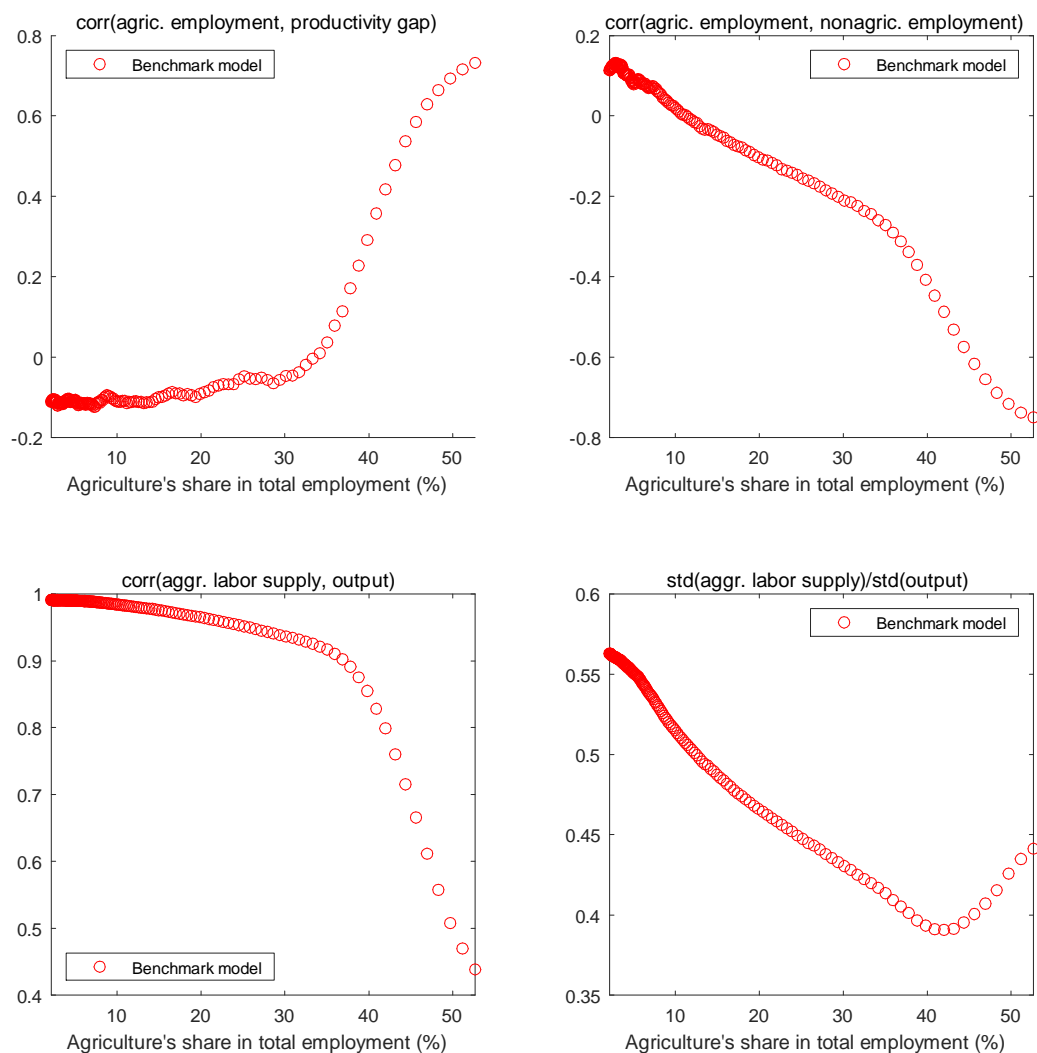 corr(agric. employment, productivity gap)
0.8
0.6
0.4
0.2
0
-0.2
Benchmark model
10 20 30 40 50
Agriculture's share in total employment (%)
corr(agric. employment, nonagric. employment)
0.2
0
-0.2
-0.4
-0.6
-0.8
Benchmark model
10 20 30 40 50
Agriculture's share in total employment (%)
corr(aggr. labor supply, output)
1
0.9
0.8
0.7
0.6
0.5
0.4
Benchmark model
10 20 30 40 50
Agriculture's share in total employment (%)
std(aggr. labor supply)/std(output)
0.6
0.55
0.5
0.45
0.4
0.35
Benchmark model
10 20 30 40 50
Agriculture's share in total employment (%)